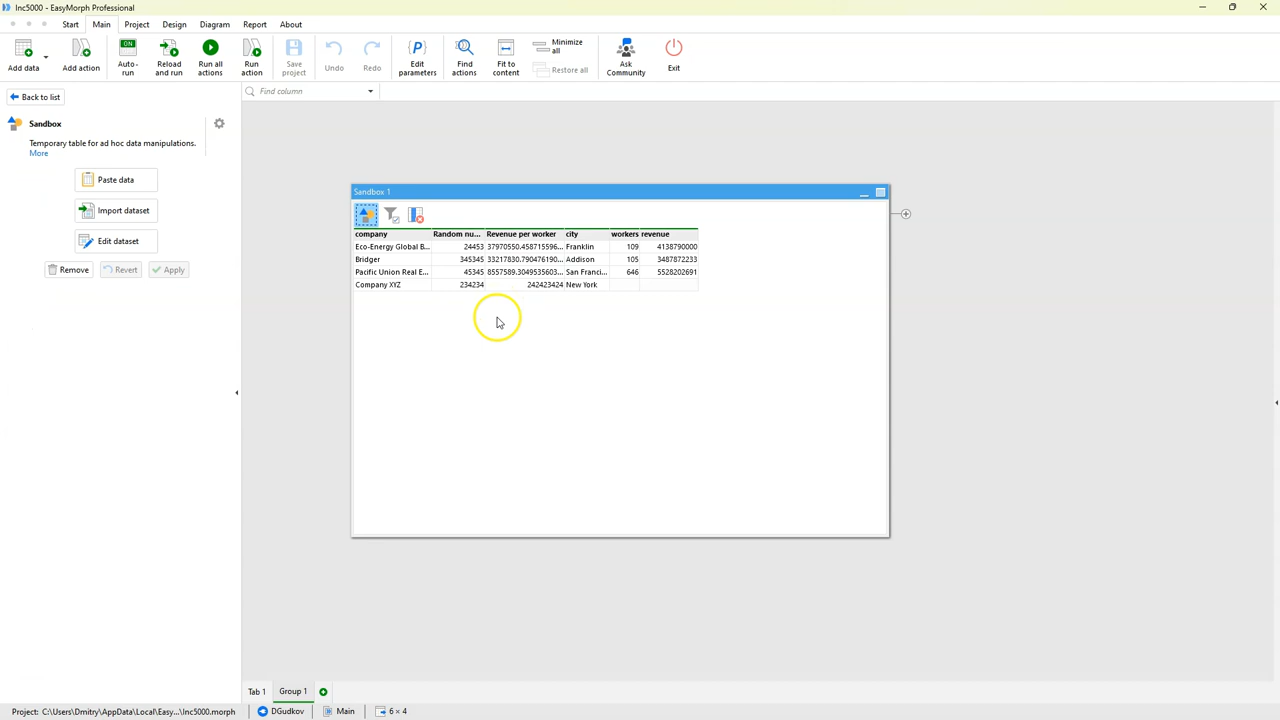 Inc5000 - EasyMorph Professional
Start Main Project Design Diagram Report About
Add data
Add action
ON
Auto-run
Reload and run
Run all actions
Run action
Save project
Undo
Redo
Edit parameters
Find actions
Fit to content
Minimize all
Restore all
Ask Community
Exit
Back to list
Find column
Sandbox
Temporary table for ad hoc data manipulations.
More
Paste data
Import dataset
Edit dataset
Remove Revert Apply
Sandbox 1
company Random nu... Revenue per worker city workers revenue
Eco-Energy Global B... 24453 37970550.458715596... Franklin 109 4138790000
Bridger 345345 33217830.790476190... Addison 105 3487872233
Pacific Union Real E... 45345 8557589.3049535603... San Franci... 646 5528202691
Company XYZ 234234 242423424 New York
Tab 1 Group 1
Project: C:\Users\Dmitry\AppData\Local\Easy...\Inc5000.morph DGudkov Main 6 × 4